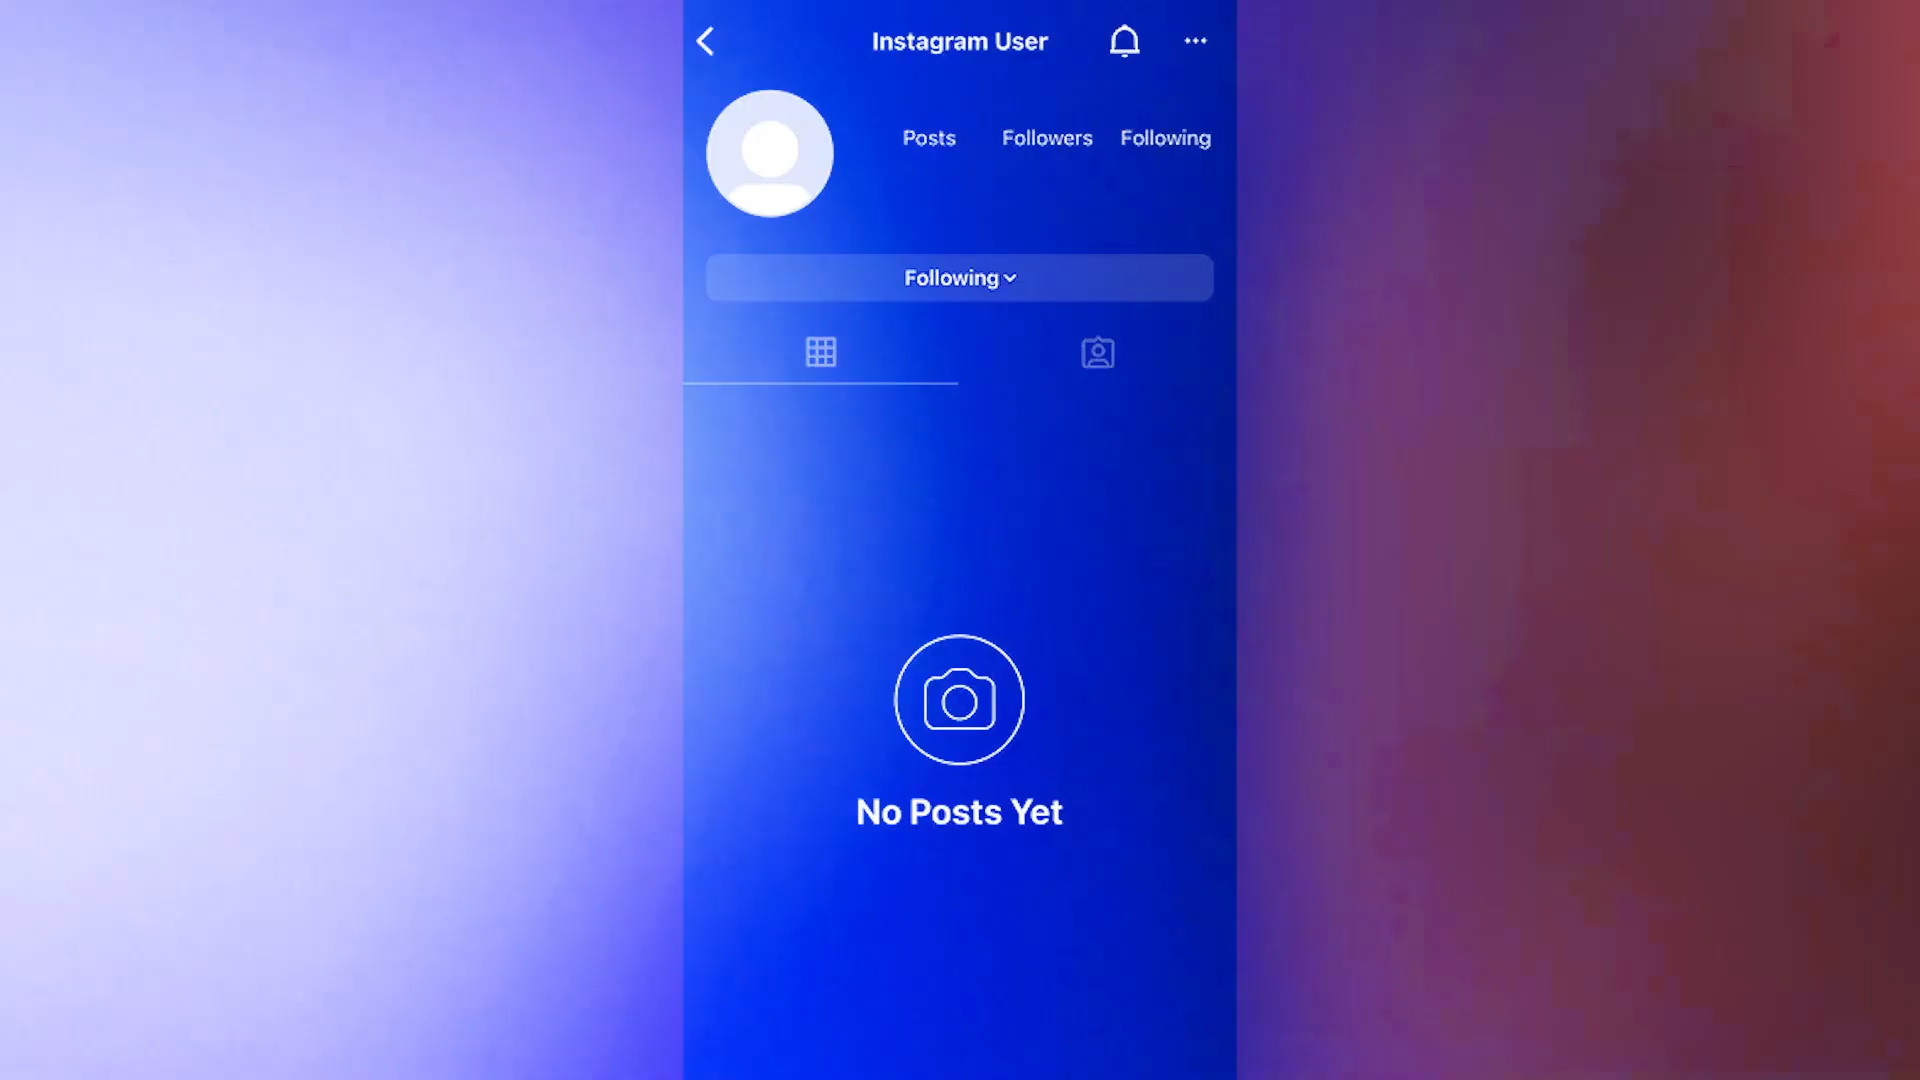 Instagram User
Posts Followers Following
Following
No Posts Yet